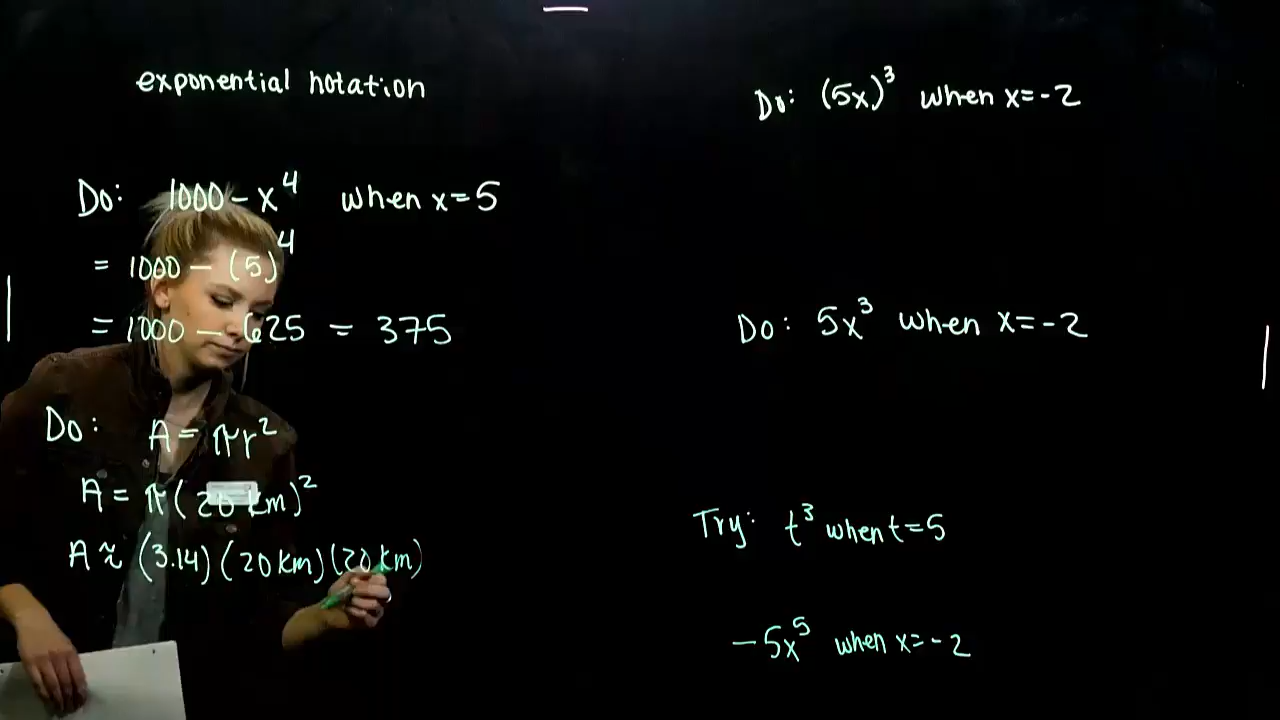 exponential notation
Do: 1000 - x⁴ when x=5
= 1000 - (5)⁴
= 1000 - 625 = 375
Do: A = πr²
A = π(20 km)²
A ≈ (3.14)(20 km)(20 km)
Do: (5x)³ when x=-2
Do: 5x³ when x=-2
Try: t³ when t=5
-5x⁵ when x=-2